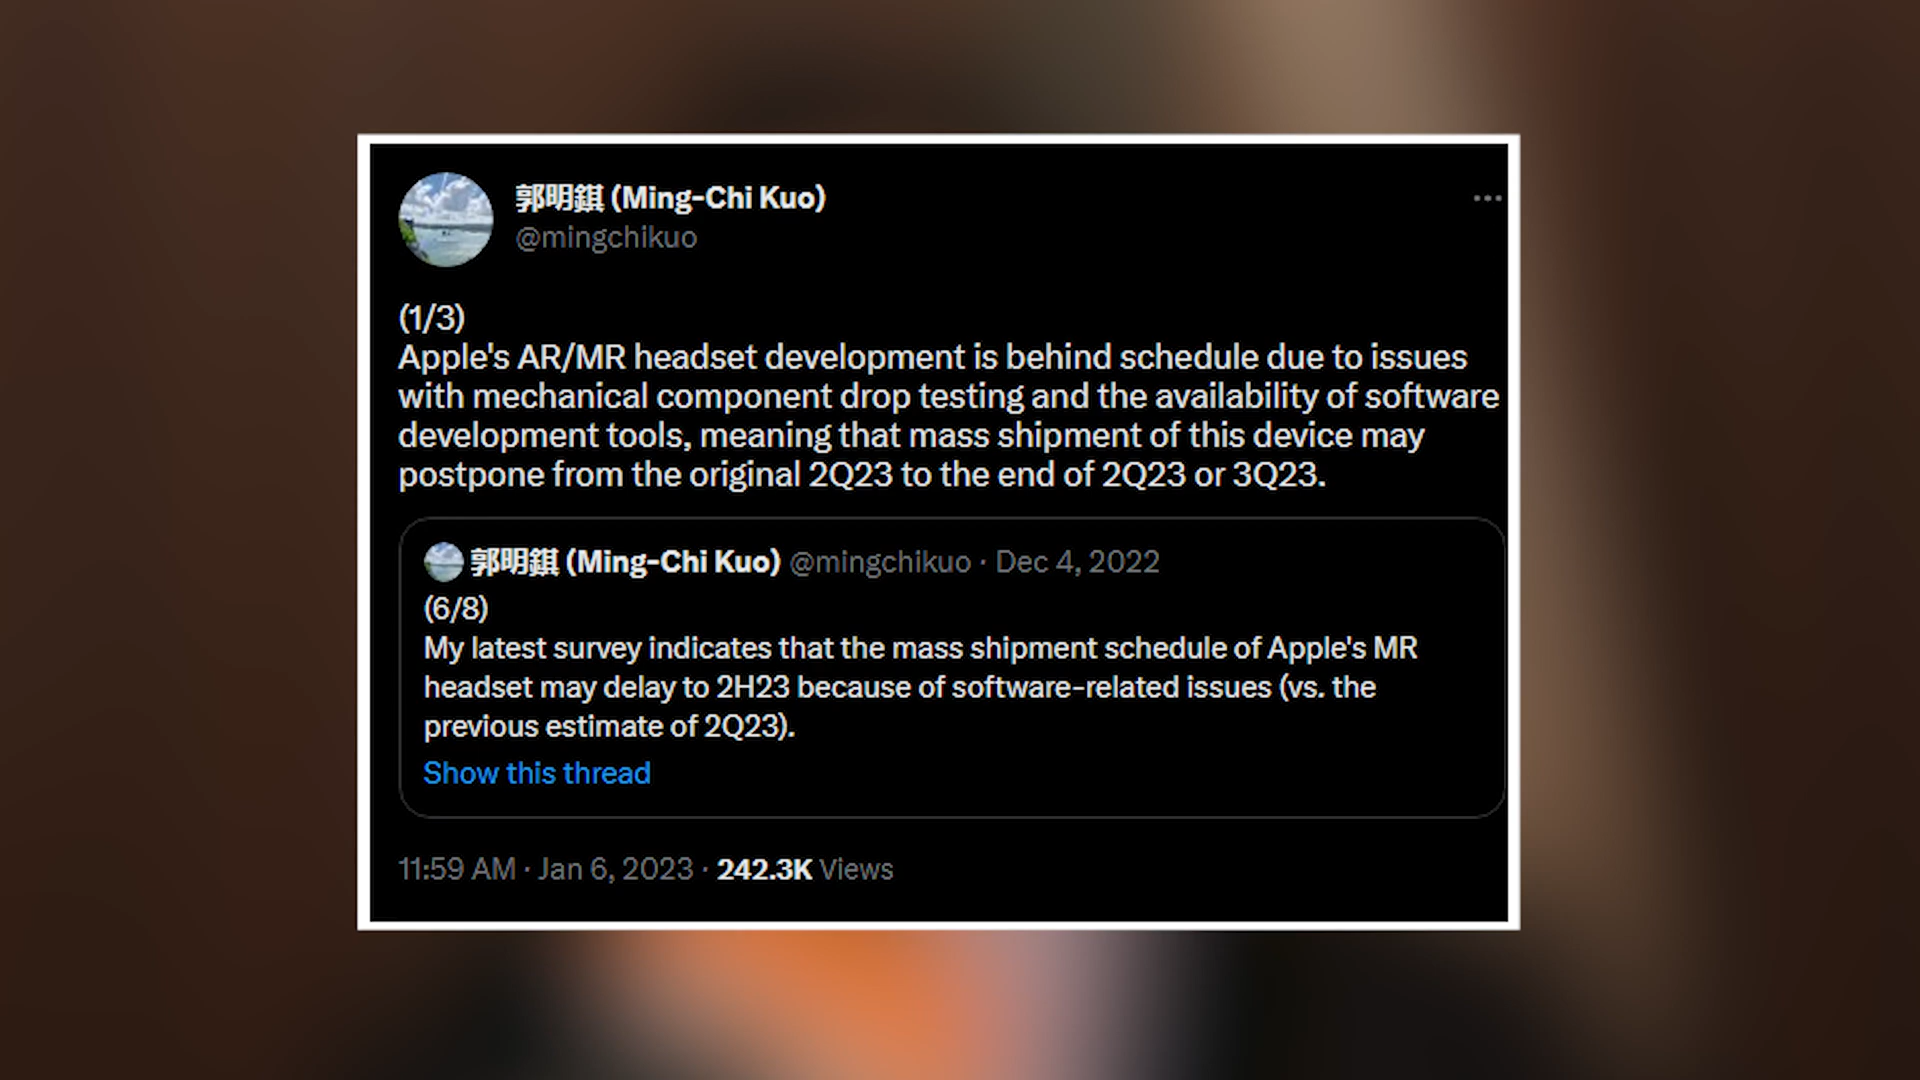 郭明錤 (Ming-Chi Kuo)
@mingchikuo
(1/3)
Apple's AR/MR headset development is behind schedule due to issues
with mechanical component drop testing and the availability of software
development tools, meaning that mass shipment of this device may
postpone from the original 2Q23 to the end of 2Q23 or 3Q23.
郭明錤 (Ming-Chi Kuo) @mingchikuo · Dec 4, 2022
(6/8)
My latest survey indicates that the mass shipment schedule of Apple's MR
headset may delay to 2H23 because of software-related issues (vs. the
previous estimate of 2Q23).
Show this thread
11:59 AM · Jan 6, 2023 · 242.3K Views